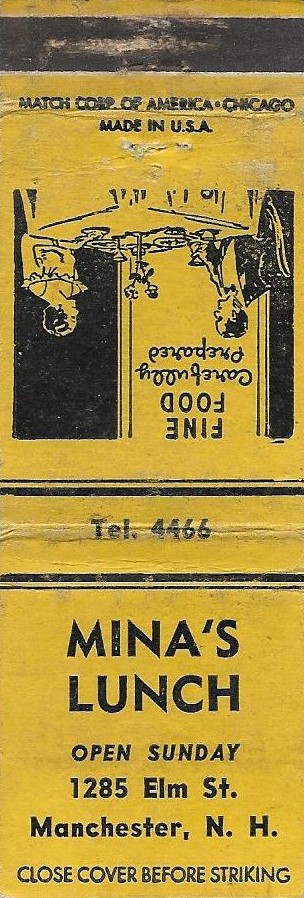 MATCH CORP. OF AMERICA • CHICAGO
MADE IN U.S.A.
FINE
FOOD
Carefully
Prepared
Tel. 4466
MINA'S
LUNCH
OPEN SUNDAY
1285 Elm St.
Manchester, N. H.
CLOSE COVER BEFORE STRIKING